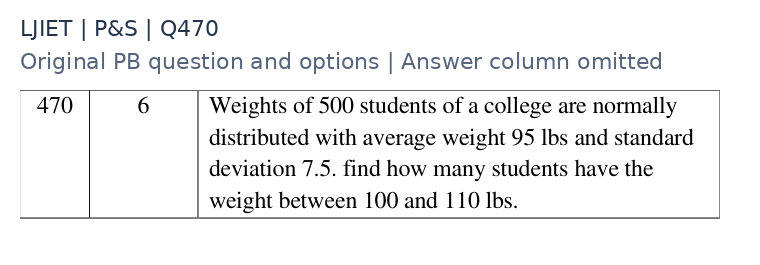 LJIET | P&S | Q470
Original PB question and options | Answer column omitted
470 6 Weights of 500 students of a college are normally
distributed with average weight 95 lbs and standard
deviation 7.5. find how many students have the
weight between 100 and 110 lbs.